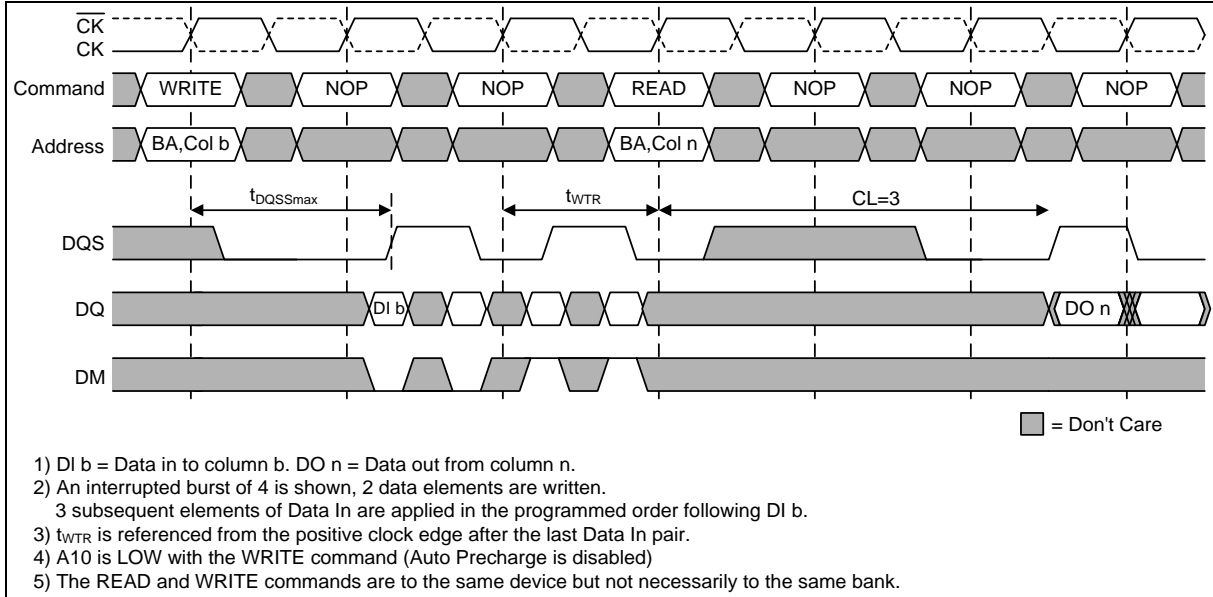 CK
CK
Command WRITE NOP NOP READ NOP NOP NOP
Address BA,Col b BA,Col n
tDQSSmax tWTR CL=3
DQS
DQ DI b DO n
DM
= Don't Care
1) DI b = Data in to column b. DO n = Data out from column n.
2) An interrupted burst of 4 is shown, 2 data elements are written.
3 subsequent elements of Data In are applied in the programmed order following DI b.
3) tWTR is referenced from the positive clock edge after the last Data In pair.
4) A10 is LOW with the WRITE command (Auto Precharge is disabled)
5) The READ and WRITE commands are to the same device but not necessarily to the same bank.